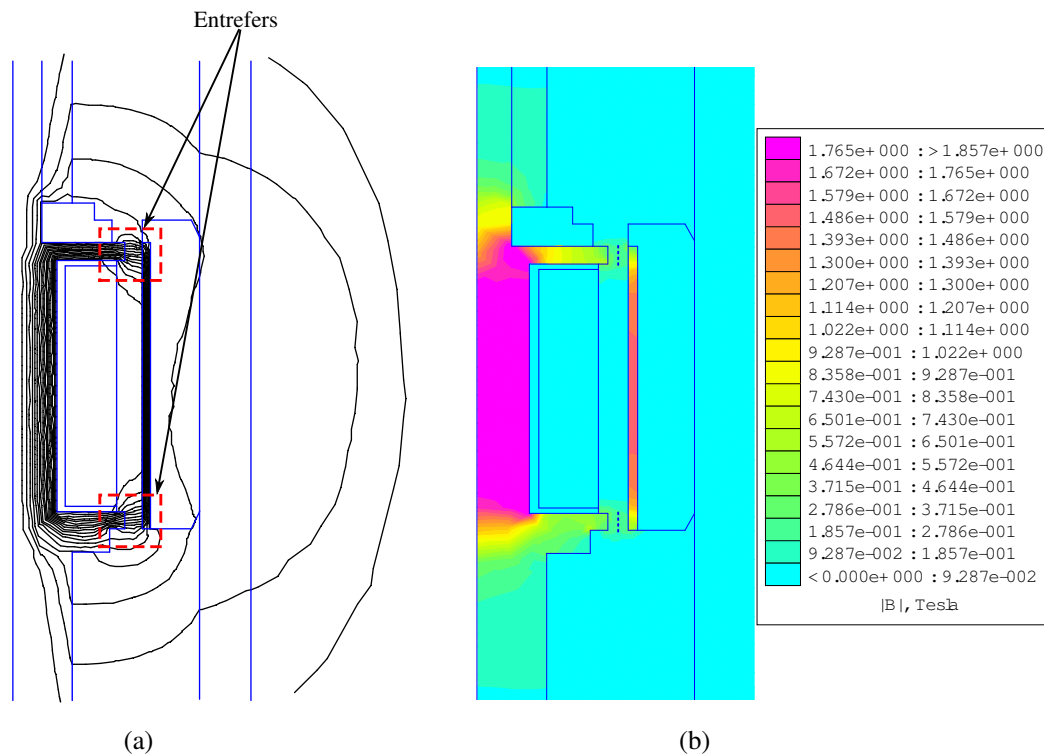 Entrefers
1.765e+000 : >1.857e+000
1.672e+000 : 1.765e+000
1.579e+000 : 1.672e+000
1.486e+000 : 1.579e+000
1.393e+000 : 1.486e+000
1.300e+000 : 1.393e+000
1.207e+000 : 1.300e+000
1.114e+000 : 1.207e+000
1.022e+000 : 1.114e+000
9.287e-001 : 1.022e+000
8.358e-001 : 9.287e-001
7.430e-001 : 8.358e-001
6.501e-001 : 7.430e-001
5.572e-001 : 6.501e-001
4.644e-001 : 5.572e-001
3.715e-001 : 4.644e-001
2.786e-001 : 3.715e-001
1.857e-001 : 2.786e-001
9.287e-002 : 1.857e-001
<0.000e+000 : 9.287e-002
|B|, Tesla
(a)
(b)